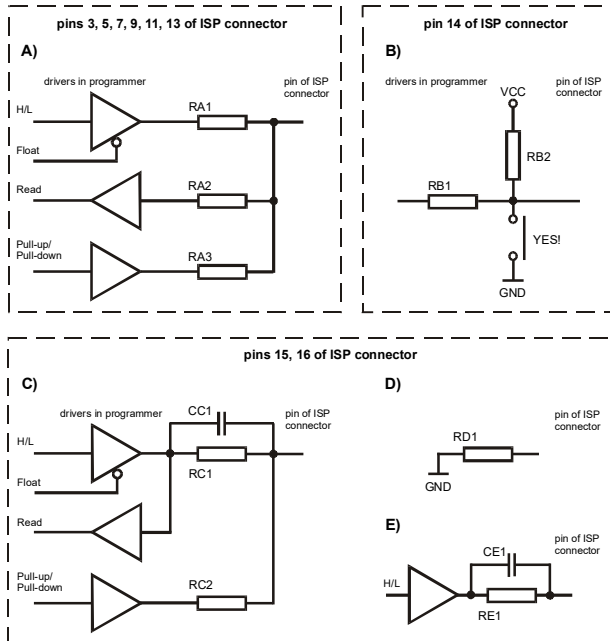 pins 3, 5, 7, 9, 11, 13 of ISP connector
A)
drivers in programmer
pin of ISP
connector
H/L
RA1
Float
Read
RA2
Pull-up/
Pull-down
RA3
pin 14 of ISP connector
B)
drivers in programmer
pin of ISP
connector
VCC
RB2
RB1
YES!
GND
pins 15, 16 of ISP connector
C)
drivers in programmer
CC1
pin of ISP
connector
H/L
RC1
Float
Read
Pull-up/
Pull-down
RC2
D)
pin of ISP
connector
RD1
GND
E)
pin of ISP
connector
CE1
H/L
RE1